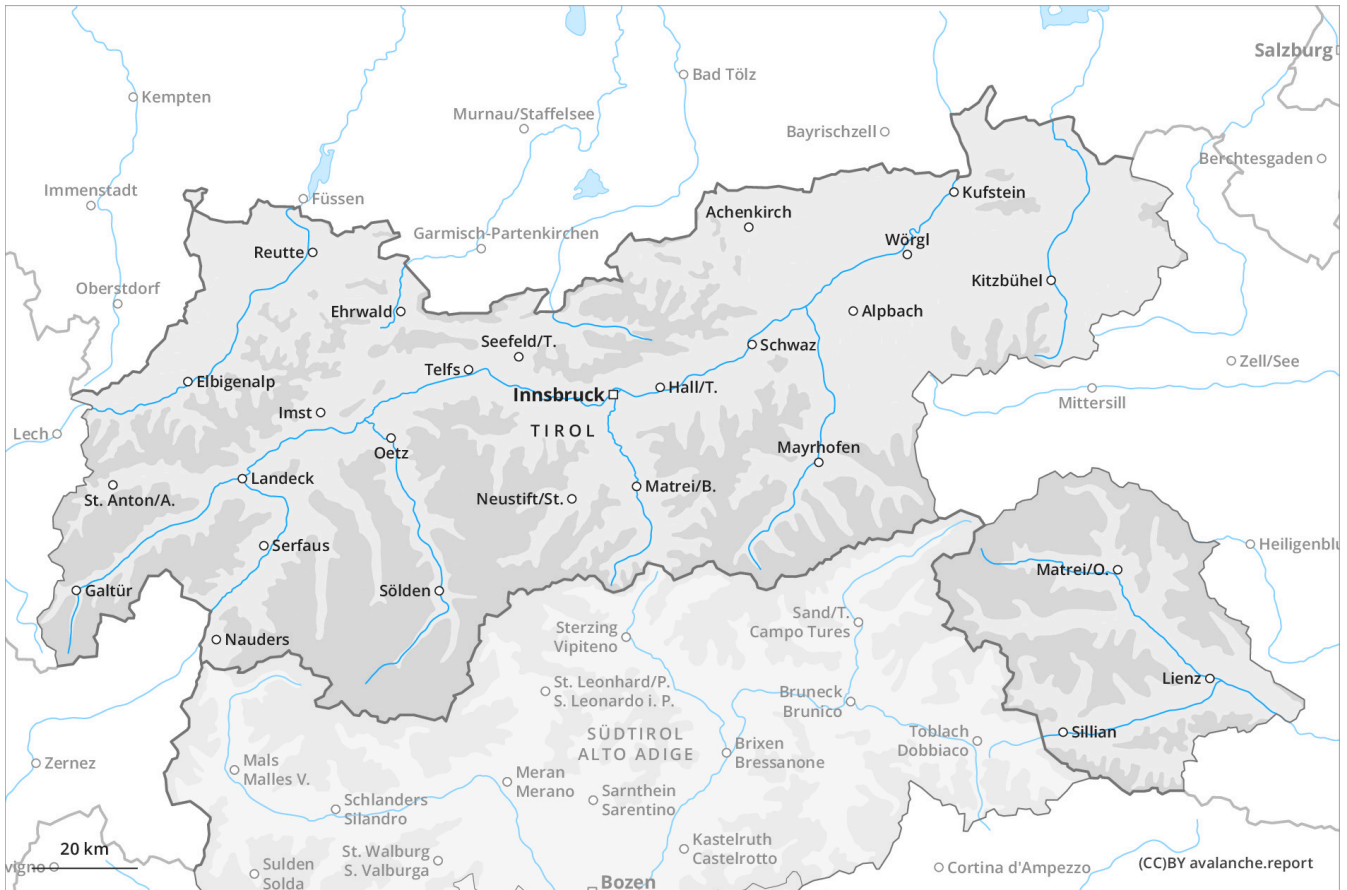 Salzburg
Bad Tölz
Kempten
Murnau/Staffelsee
Bayrischzell
Berchtesgaden
Immenstadt
Füssen
Kufstein
Achenkirch
Garmisch-Partenkirchen
Wörgl
Reutte
Kitzbühel
Oberstdorf
Ehrwald
Alpbach
Seefeld/T.
Schwaz
Zell/See
Telfs
Elbigenalp
Hall/T.
Innsbruck
Mittersill
Imst
TIROL
Lech
Oetz
Mayrhofen
Landeck
St. Anton/A.
Neustift/St.
Matrei/B.
Serfaus
Heiligenblu
Matrei/O.
Galtür
Sölden
Sand/T.
Campo Tures
Nauders
Sterzing
Vipiteno
Lienz
St. Leonhard/P.
S. Leonardo i. P.
Bruneck
Brunico
SÜDTIROL
ALTO ADIGE
Toblach
Dobbiaco
Sillian
Brixen
Bressanone
Zernez
Mals
Malles V.
Meran
Merano
Sarnthein
Sarentino
Schlanders
Silandro
Kastelruth
Castelrotto
20 km
St. Walburg
S. Valburga
vigno
Sulden
Solda
Cortina d'Ampezzo
(CC)BY avalanche.report
Bozen